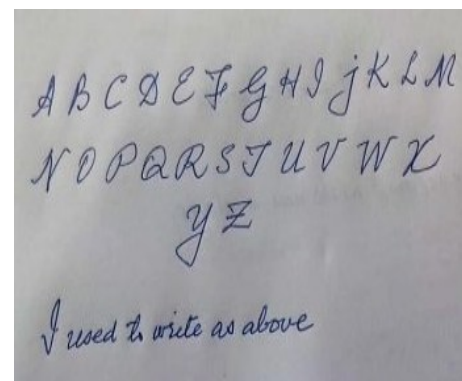 A B C D E F G H I j K L M
N O P Q R S T U V W X
Y Z
I used to write as above